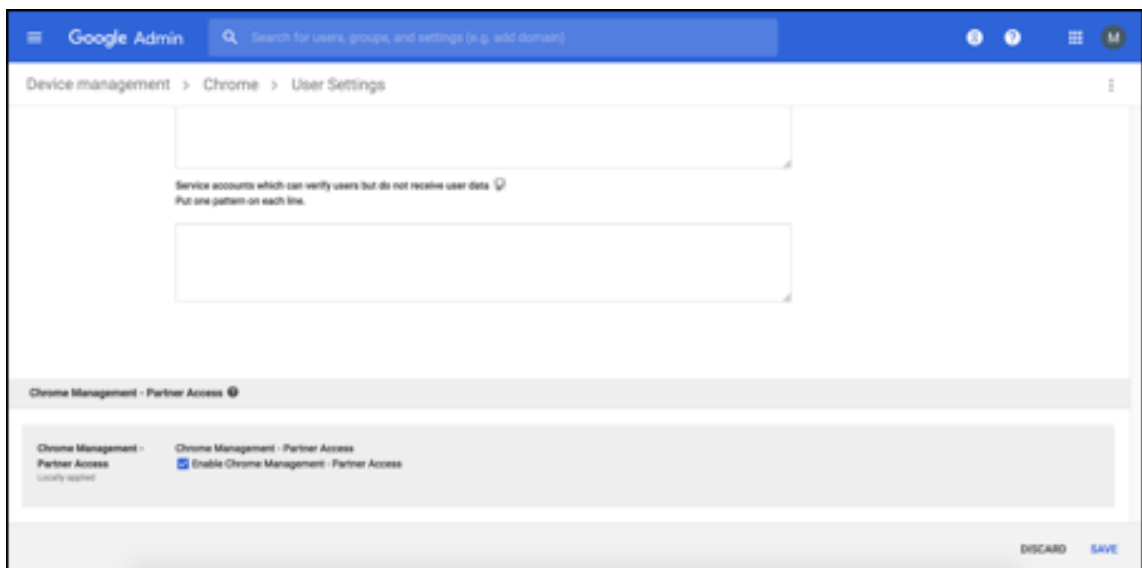 Google Admin
Search for users, groups, and settings (e.g. add domain)
M
Device management > Chrome > User Settings
Service accounts which can verify users but do not receive user data
Put one pattern on each line.
Chrome Management - Partner Access
Chrome Management -
Partner Access
Locally applied
Chrome Management - Partner Access
Enable Chrome Management - Partner Access
DISCARD SAVE